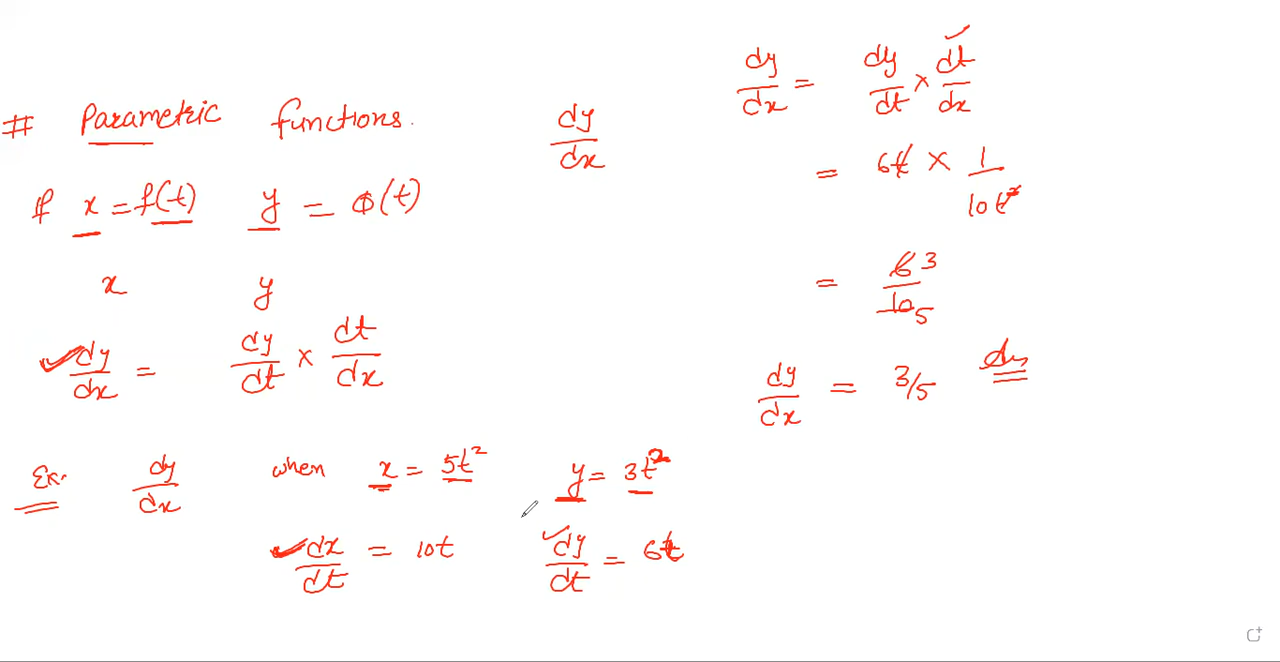 # Parametric functions. dy/dx
If x = f(t) y = φ(t)
x y
dy/dx = dy/dt × dt/dx
Ex. dy/dx when x = 5t² y = 3t²
dx/dt = 10t dy/dt = 6t
dy/dx = dy/dt × dt/dx
= 6t × 1/10t
= 6/10 3/5
dy/dx = 3/5